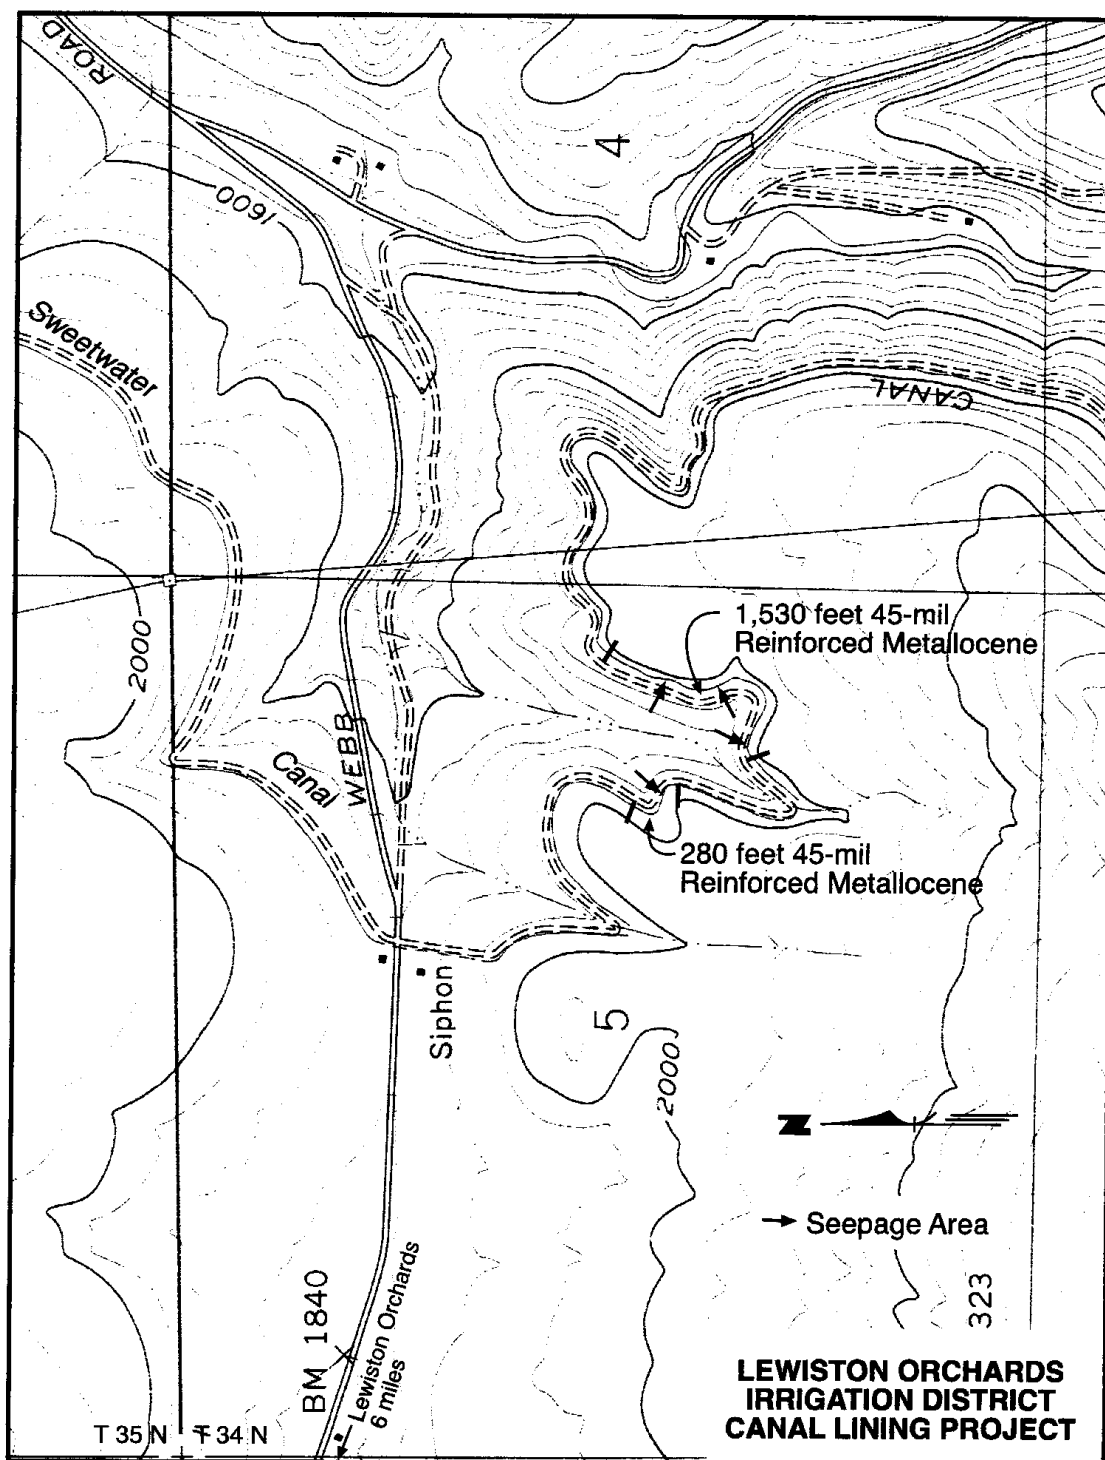 ROAD
4
1600
Sweetwater
CANAL
2000
1,530 feet 45-mil
Reinforced Metallocene
WEBB
Canal
280 feet 45-mil
Reinforced Metallocene
Siphon
5
2000
N
Seepage Area
323
BM 1840
Lewiston Orchards
6 miles
T 35 N
T 34 N
LEWISTON ORCHARDS
IRRIGATION DISTRICT
CANAL LINING PROJECT